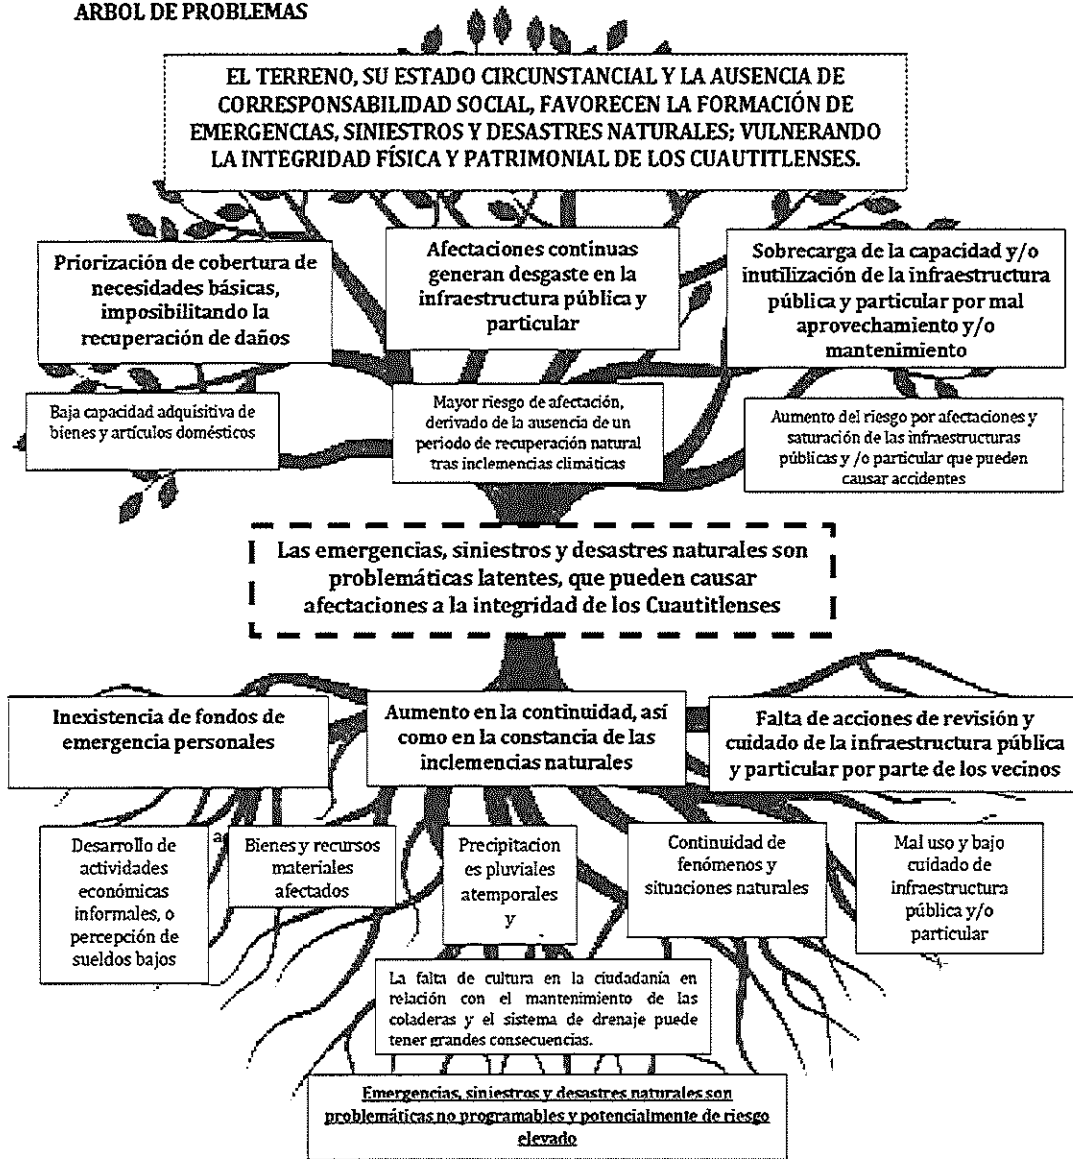 ARBOL DE PROBLEMAS
EL TERRENO, SU ESTADO CIRCUNSTANCIAL Y LA AUSENCIA DE
CORRESPONSABILIDAD SOCIAL, FAVORECEN LA FORMACIÓN DE
EMERGENCIAS, SINIESTROS Y DESASTRES NATURALES; VULNERANDO
LA INTEGRIDAD FÍSICA Y PATRIMONIAL DE LOS CUAUTITLENSES.
Priorización de cobertura de
necesidades básicas,
imposibilitando la
recuperación de daños
Afectaciones continuas
generan desgaste en la
infraestructura pública y
particular
Sobrecarga de la capacidad y/o
inutilización de la infraestructura
pública y particular por mal
aprovechamiento y/o
mantenimiento
Baja capacidad adquisitiva de
bienes y artículos domésticos
Mayor riesgo de afectación,
derivado de la ausencia de un
periodo de recuperación natural
tras inclemencias climáticas
Aumento del riesgo por afectaciones y
saturación de las infraestructuras
públicas y /o particular que pueden
causar accidentes
Las emergencias, siniestros y desastres naturales son
problemáticas latentes, que pueden causar
afectaciones a la integridad de los Cuautitlenses
Inexistencia de fondos de
emergencia personales
Aumento en la continuidad, así
como en la constancia de las
inclemencias naturales
Falta de acciones de revisión y
cuidado de la infraestructura pública
y particular por parte de los vecinos
Desarrollo de
actividades
económicas
informales, o
percepción de
sueldos bajos
Bienes y recursos
materiales
afectados
Precipitacion
es pluviales
atemporales
y
Continuidad de
fenómenos y
situaciones naturales
Mal uso y bajo
cuidado de
infraestructura
pública y/o
particular
La falta de cultura en la ciudadanía en
relación con el mantenimiento de las
coladeras y el sistema de drenaje puede
tener grandes consecuencias.
Emergencias, siniestros y desastres naturales son
problemáticas no programables y potencialmente de riesgo
elevado